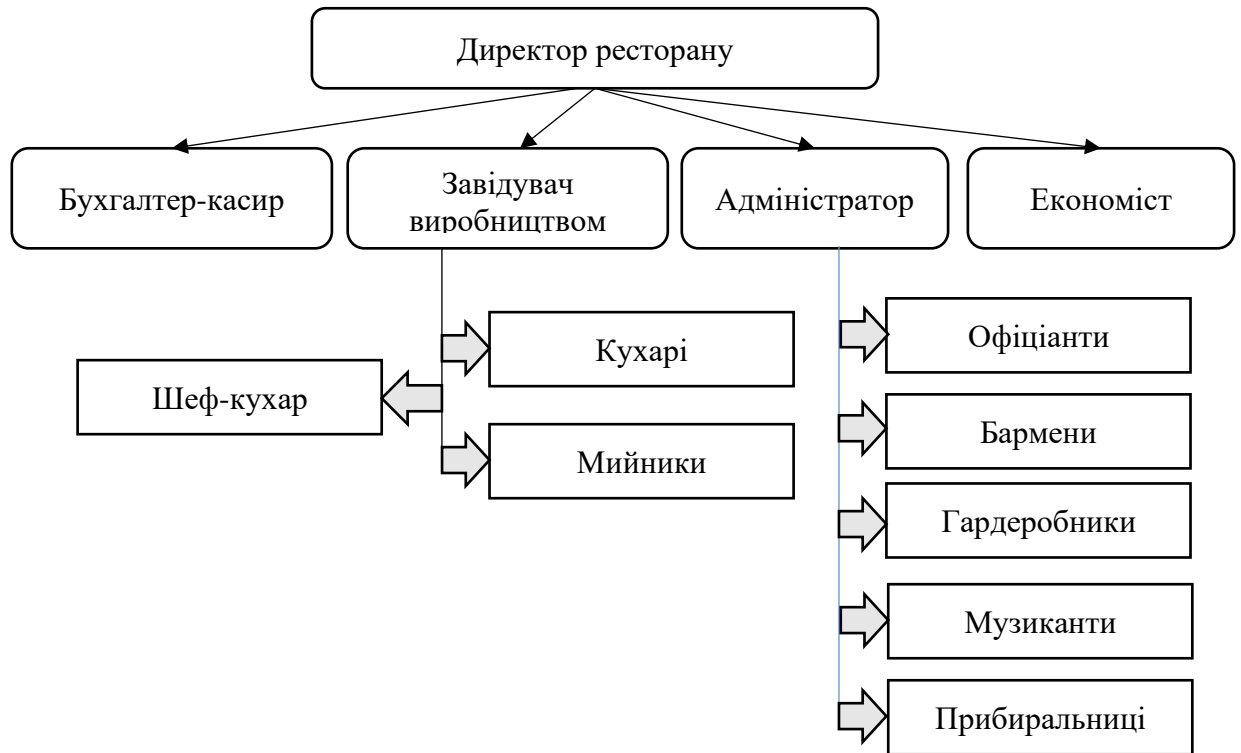 Директор ресторану
Бухгалтер-касир
Завідувач
виробництвом
Адміністратор
Економіст
Шеф-кухар
Кухарі
Мийники
Офіціанти
Бармени
Гардеробники
Музиканти
Прибиральниці